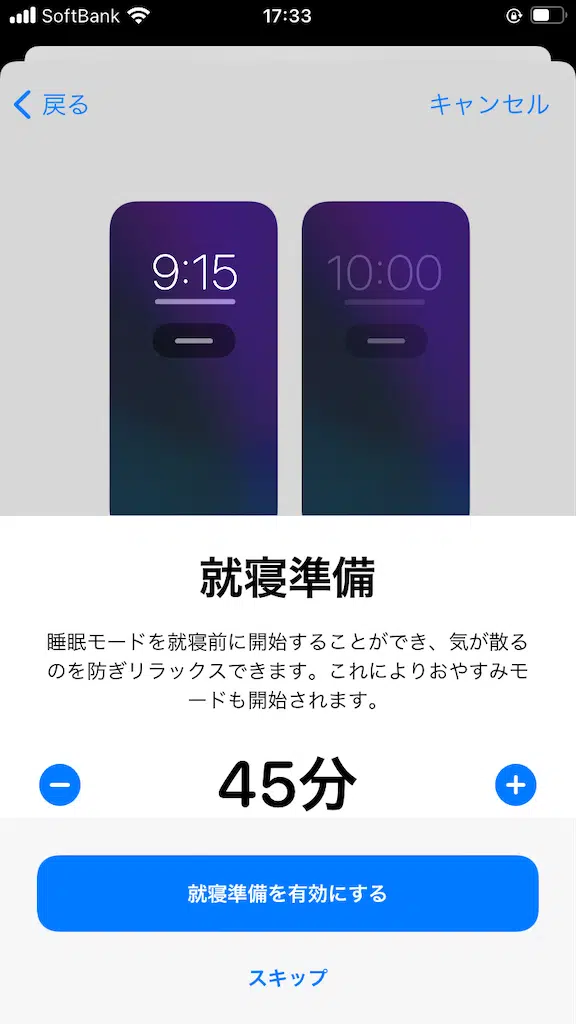 SoftBank 17:33
戻る キャンセル
9:15 10:00
就寝準備
睡眠モードを就寝前に開始することができ、気が散る
のを防ぎリラックスできます。これによりおやすみモ
ードも開始されます。
45分
就寝準備を有効にする
スキップ